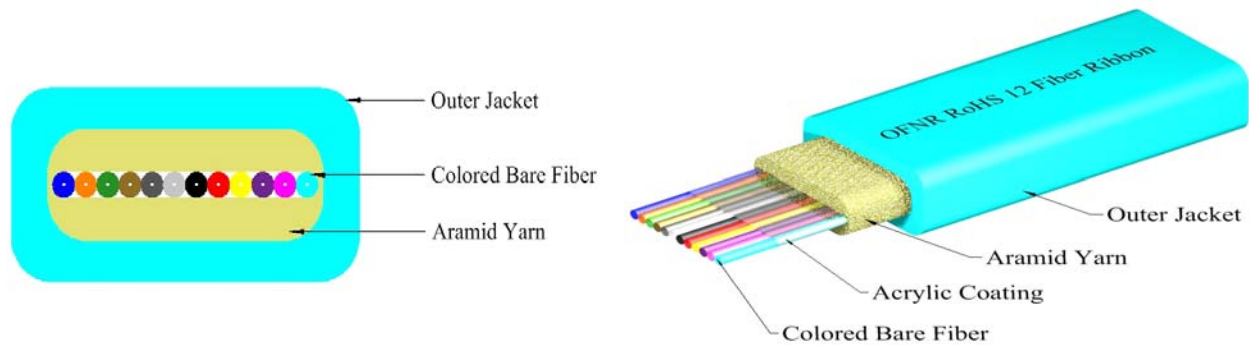 Outer Jacket
Colored Bare Fiber
Aramid Yarn
OFNR RoHS 12 Fiber Ribbon
Outer Jacket
Aramid Yarn
Acrylic Coating
Colored Bare Fiber